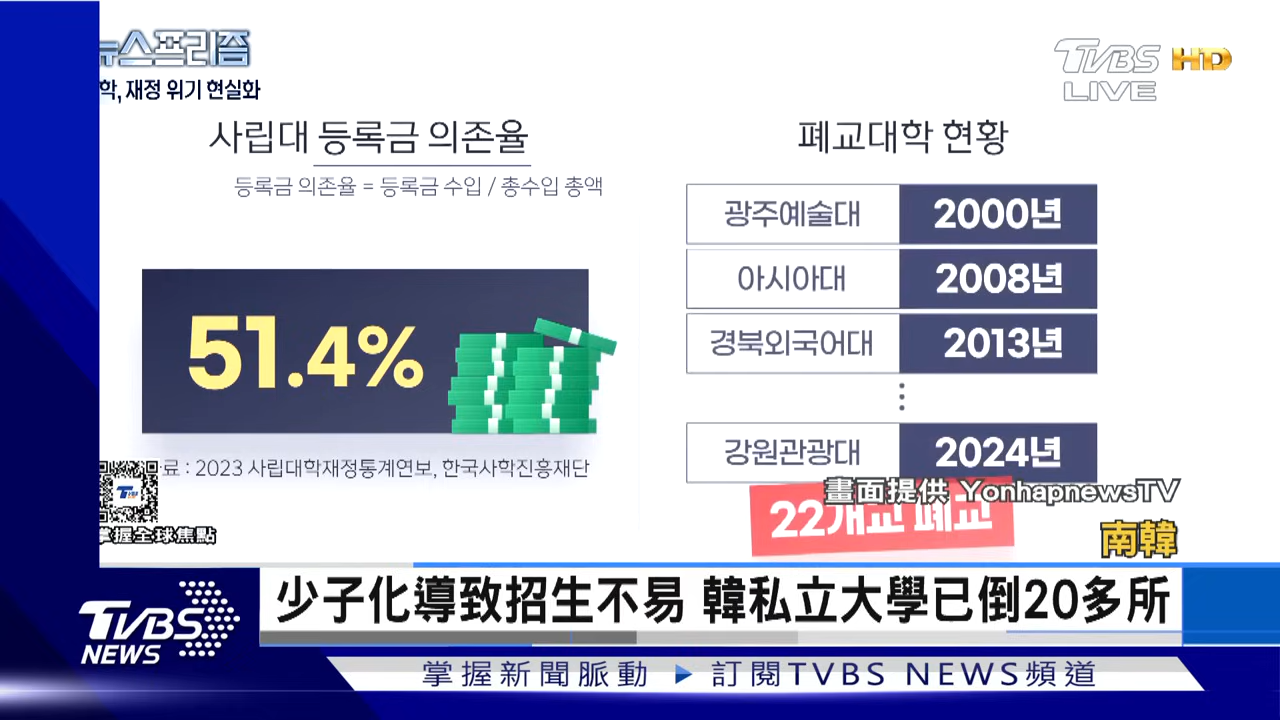 뉴스프리즘
학, 재정 위기 현실화
TVBS HD
LIVE
사립대 등록금 의존율
등록금 의존율 = 등록금 수입 / 총수입 총액
51.4%
료 : 2023 사립대학재정통계연보, 한국사학진흥재단
폐교대학 현황
광주예술대 2000년
아시아대 2008년
경북외국어대 2013년
강원관광대 2024년
22개교 폐교
畫面提供 YonhapnewsTV
南韓
掌握全球焦點
少子化導致招生不易 韓私立大學已倒20多所
TVBS
NEWS
掌握新聞脈動 ▶ 訂閱TVBS NEWS頻道